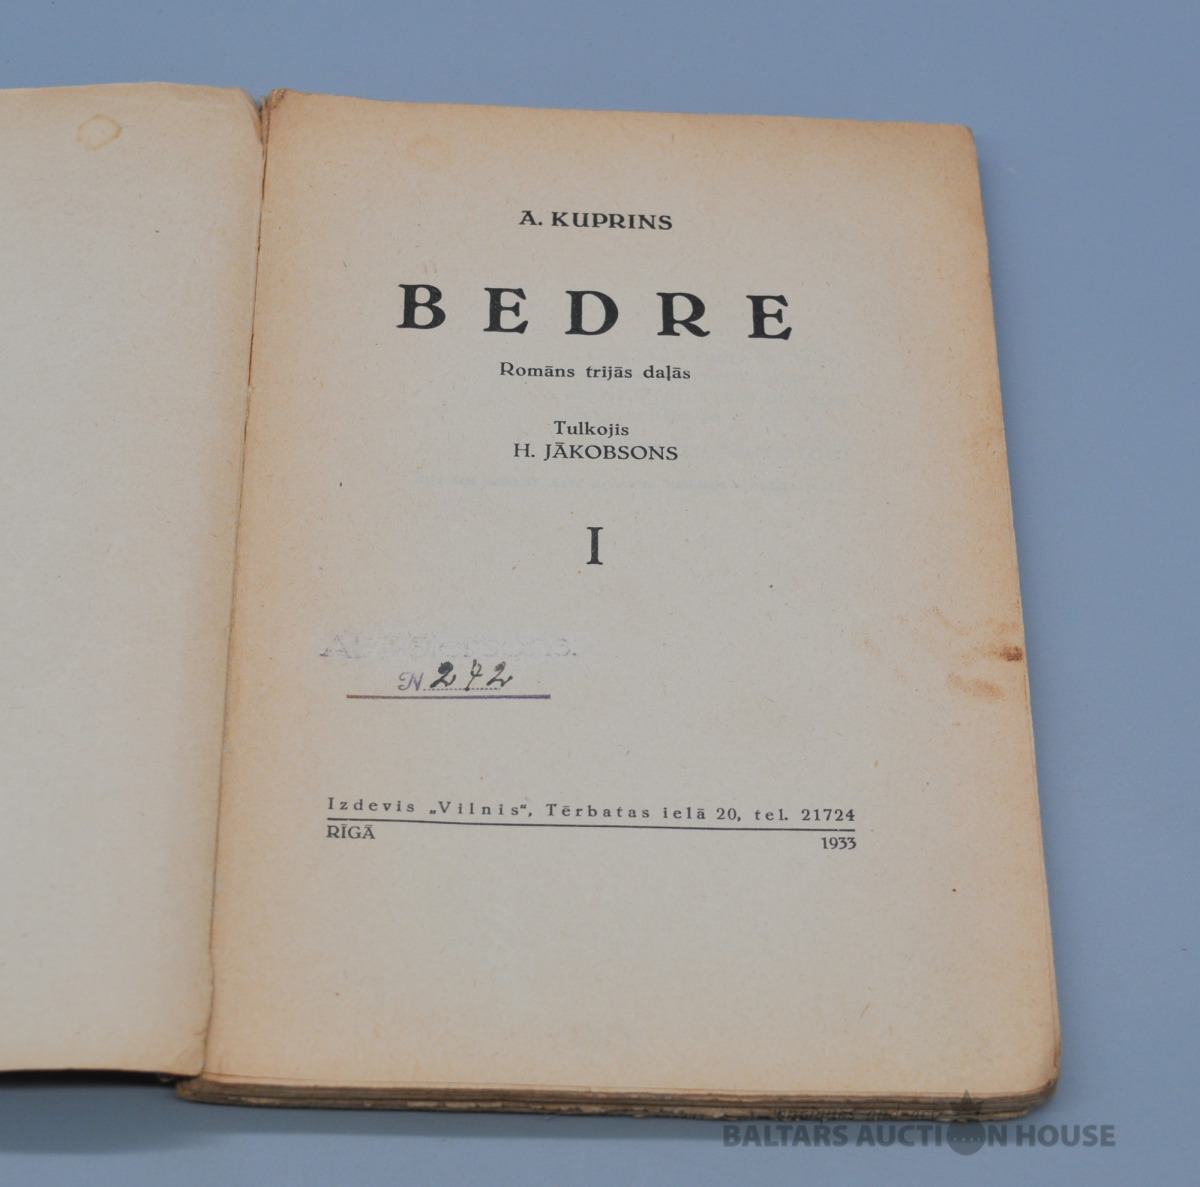 A. KUPRINS
BEDRE
Romāns trijās daļās
Tulkojis
H. JĀKOBSONS
I
N 242
Izdevis „Vilnis“, Tērbatas ielā 20, tel. 21724
RĪGĀ 1933
BALTARS AUCTION HOUSE